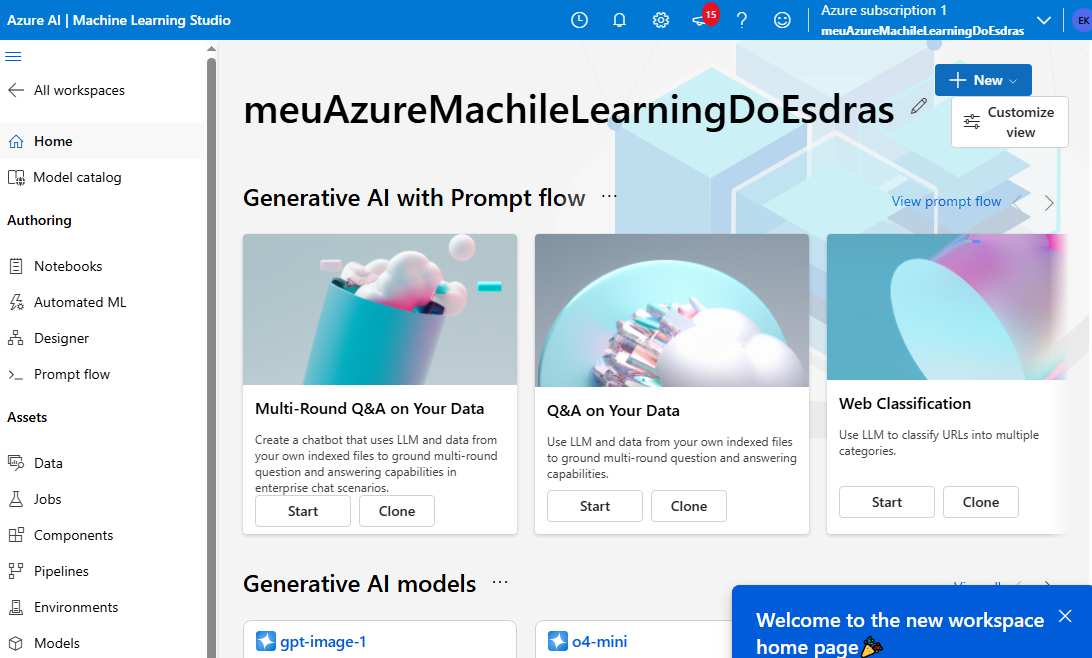 Azure AI | Machine Learning Studio
15
Azure subscription 1
meuAzureMachileLearningDoEsdras
EK
All workspaces
Home
Model catalog
Authoring
Notebooks
Automated ML
Designer
Prompt flow
Assets
Data
Jobs
Components
Pipelines
Environments
Models
New
Customize
view
meuAzureMachileLearningDoEsdras
Generative AI with Prompt flow
View prompt flow
Multi-Round Q&A on Your Data
Create a chatbot that uses LLM and data from
your own indexed files to ground multi-round
question and answering capabilities in
enterprise chat scenarios.
Start
Clone
Q&A on Your Data
Use LLM and data from your own indexed files
to ground multi-round question and answering
capabilities.
Start
Clone
Web Classification
Use LLM to classify URLs into multiple
categories.
Start
Clone
Generative AI models
gpt-image-1
o4-mini
Welcome to the new workspace
home page